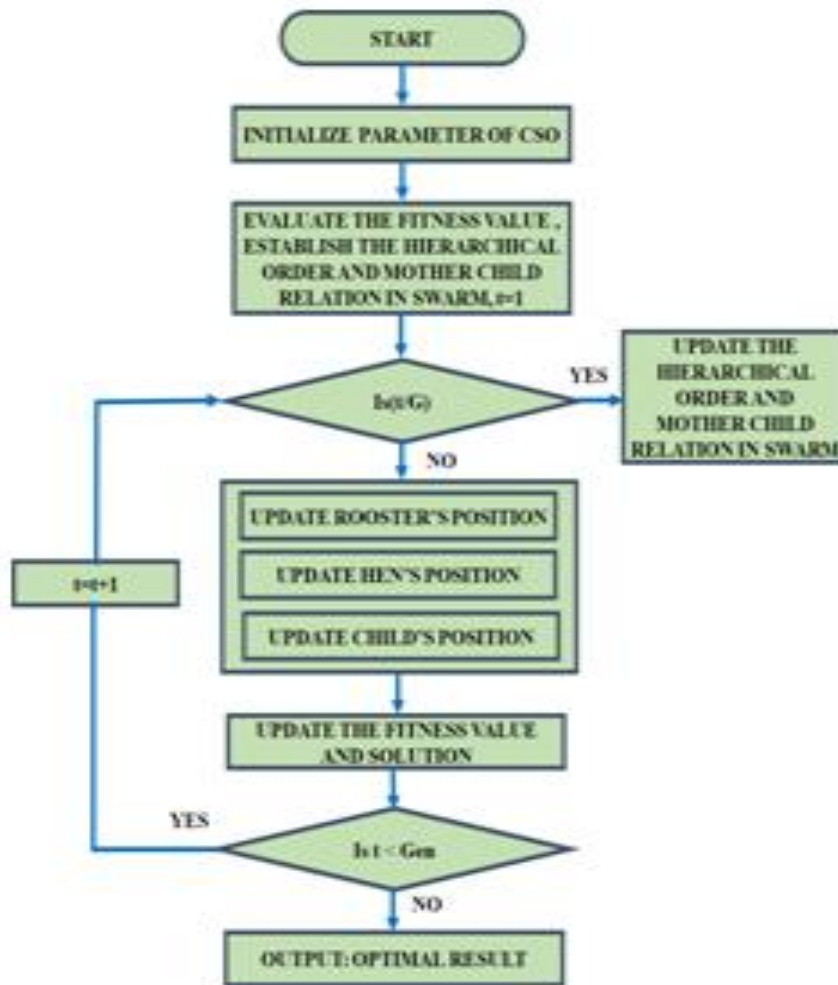 START
INITIALIZE PARAMETER OF CSO
EVALUATE THE FITNESS VALUE ,
ESTABLISH THE HIERARCHICAL
ORDER AND MOTHER CHILD
RELATION IN SWARM, t=1
Is(t/G)
YES
UPDATE THE
HIERARCHICAL
ORDER AND
MOTHER CHILD
RELATION IN SWARM
NO
UPDATE ROOSTER'S POSITION
UPDATE HEN'S POSITION
UPDATE CHILD'S POSITION
t=t+1
UPDATE THE FITNESS VALUE
AND SOLUTION
YES
Is t < Gen
NO
OUTPUT: OPTIMAL RESULT